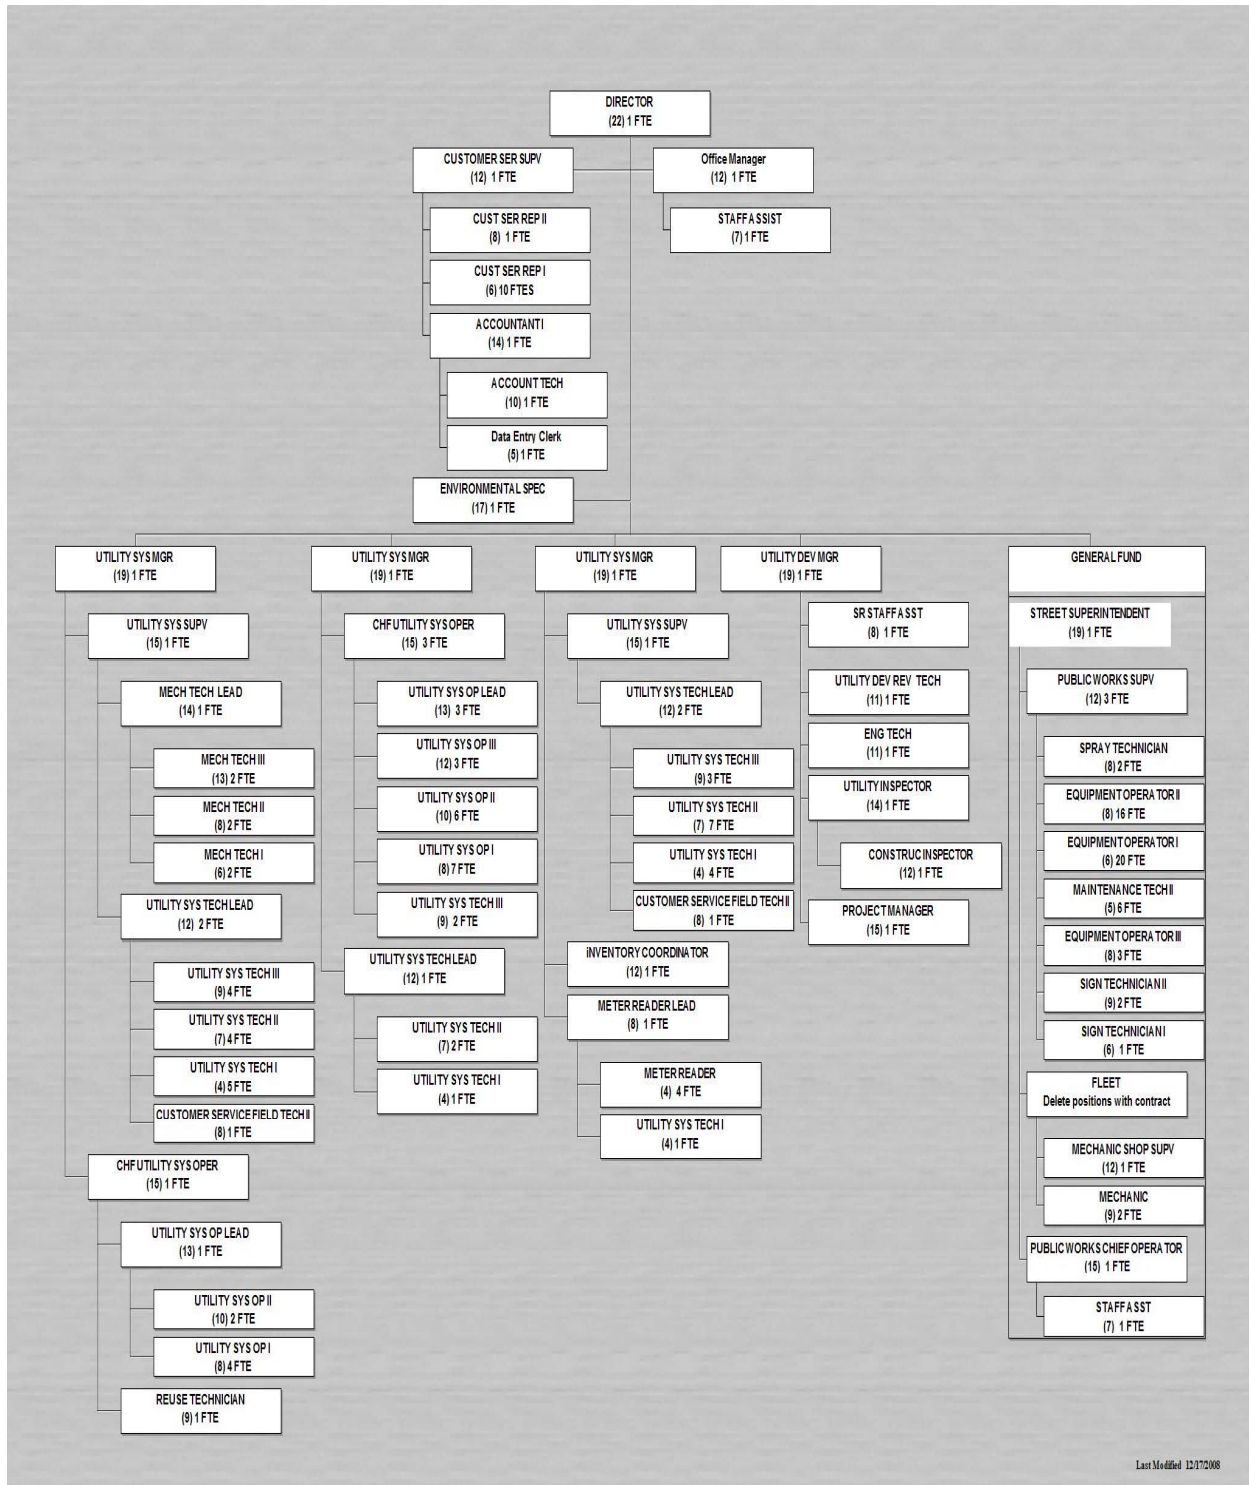 DIRECTOR
(22) 1 FTE
CUSTOMER SER SUPV
(12) 1 FTE
Office Manager
(12) 1 FTE
CUST SER REP II
(8) 1 FTE
STAFF ASSIST
(7) 1 FTE
CUST SER REP I
(6) 10 FTES
ACCOUNTANT I
(14) 1 FTE
ACCOUNT TECH
(10) 1 FTE
Data Entry Clerk
(5) 1 FTE
ENVIRONMENTAL SPEC
(17) 1 FTE
UTILITY SYS MGR
(19) 1 FTE
UTILITY SYS SUPV
(15) 1 FTE
MECH TECH LEAD
(14) 1 FTE
MECH TECH III
(13) 2 FTE
MECH TECH II
(8) 2 FTE
MECH TECH I
(6) 2 FTE
UTILITY SYS TECH LEAD
(12) 2 FTE
UTILITY SYS TECH III
(9) 4 FTE
UTILITY SYS TECH II
(7) 4 FTE
UTILITY SYS TECH I
(4) 5 FTE
CUSTOMER SERVICE FIELD TECH II
(8) 1 FTE
CHF UTILITY SYS OPER
(15) 1 FTE
UTILITY SYS OP LEAD
(13) 1 FTE
UTILITY SYS OP II
(10) 2 FTE
UTILITY SYS OP I
(8) 4 FTE
REUSE TECHNICIAN
(9) 1 FTE
UTILITY SYS MGR
(19) 1 FTE
CHF UTILITY SYS OPER
(15) 3 FTE
UTILITY SYS OP LEAD
(13) 3 FTE
UTILITY SYS OP III
(12) 3 FTE
UTILITY SYS OP II
(10) 6 FTE
UTILITY SYS OP I
(8) 7 FTE
UTILITY SYS TECH III
(9) 2 FTE
UTILITY SYS TECH LEAD
(12) 1 FTE
UTILITY SYS TECH II
(7) 2 FTE
UTILITY SYS TECH I
(4) 1 FTE
UTILITY SYS MGR
(19) 1 FTE
UTILITY SYS SUPV
(15) 1 FTE
UTILITY SYS TECH LEAD
(12) 2 FTE
UTILITY SYS TECH III
(9) 3 FTE
UTILITY SYS TECH II
(7) 7 FTE
UTILITY SYS TECH I
(4) 4 FTE
CUSTOMER SERVICE FIELD TECH II
(8) 1 FTE
iNVENTORY COORDINATOR
(12) 1 FTE
METER READER LEAD
(8) 1 FTE
METER READER
(4) 4 FTE
UTILITY SYS TECH I
(4) 1 FTE
UTILITY DEV MGR
(19) 1 FTE
SR STAFF ASST
(8) 1 FTE
UTILITY DEV REV TECH
(11) 1 FTE
ENG TECH
(11) 1 FTE
UTILITY INSPECTOR
(14) 1 FTE
CONSTRUC INSPECTOR
(12) 1 FTE
PROJECT MANAGER
(15) 1 FTE
GENERAL FUND
STREET SUPERINTENDENT
(19) 1 FTE
PUBLIC WORKS SUPV
(12) 3 FTE
SPRAY TECHNICIAN
(8) 2 FTE
EQUIPMENT OPERATOR II
(8) 16 FTE
EQUIPMENT OPERATOR I
(6) 20 FTE
MAINTENANCE TECH II
(5) 6 FTE
EQUIPMENT OPERATOR III
(8) 3 FTE
SIGN TECHNICIAN II
(9) 2 FTE
SIGN TECHNICIAN I
(6) 1 FTE
FLEET
Delete positions with contract
MECHANIC SHOP SUPV
(12) 1 FTE
MECHANIC
(9) 2 FTE
PUBLIC WORKS CHIEF OPERATOR
(15) 1 FTE
STAFF ASST
(7) 1 FTE
Last Modified 12/17/2008